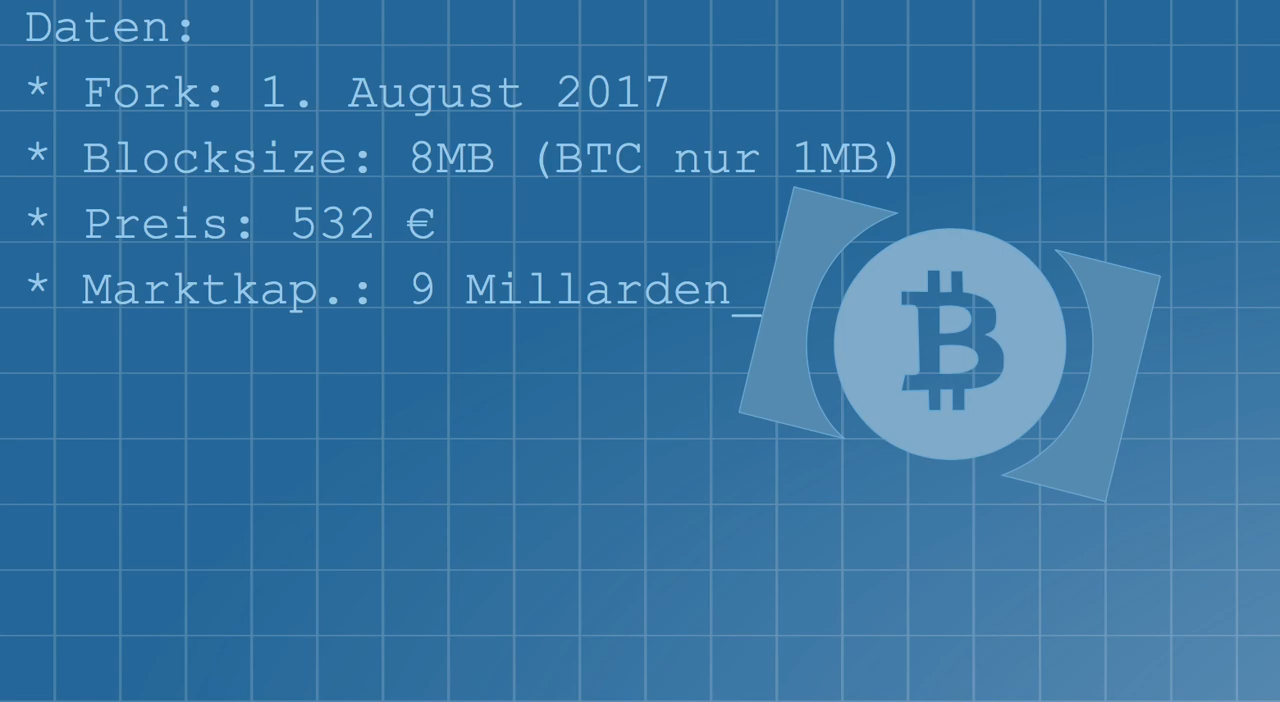 Daten:
* Fork: 1. August 2017
* Blocksize: 8MB (BTC nur 1MB)
* Preis: 532 €
* Marktkap.: 9 Millarden_